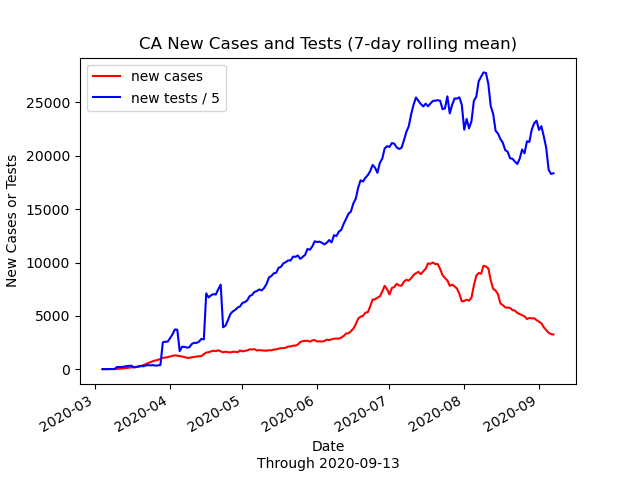 CA New Cases and Tests (7-day rolling mean)
new cases
new tests / 5
25000
20000
15000
10000
5000
0
New Cases or Tests
2020-03
2020-04
2020-05
2020-06
2020-07
2020-08
2020-09
Date
Through 2020-09-13